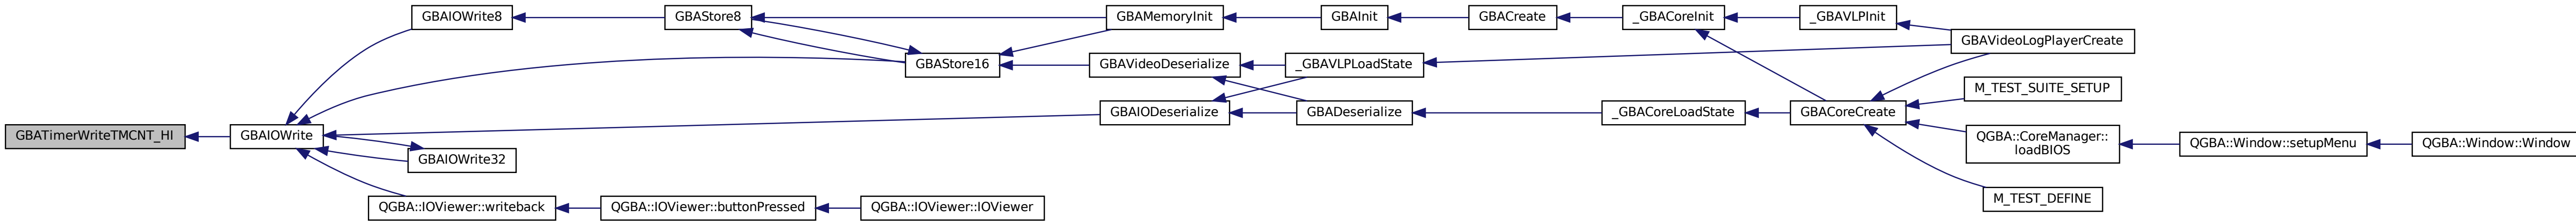 GBATimerWriteTMCNT_HI
GBAIOWrite
GBAIOWrite8
GBAStore8
GBAStore16
GBAIOWrite32
QGBA::IOViewer::writeback
QGBA::IOViewer::buttonPressed
QGBA::IOViewer::IOViewer
GBAMemoryInit
GBAVideoDeserialize
GBAIODeserialize
GBAInit
_GBAVLPLoadState
GBADeserialize
GBACreate
_GBACoreInit
_GBACoreLoadState
_GBAVLPInit
GBACoreCreate
GBAVideoLogPlayerCreate
M_TEST_SUITE_SETUP
QGBA::CoreManager::
loadBIOS
M_TEST_DEFINE
QGBA::Window::setupMenu
QGBA::Window::Window